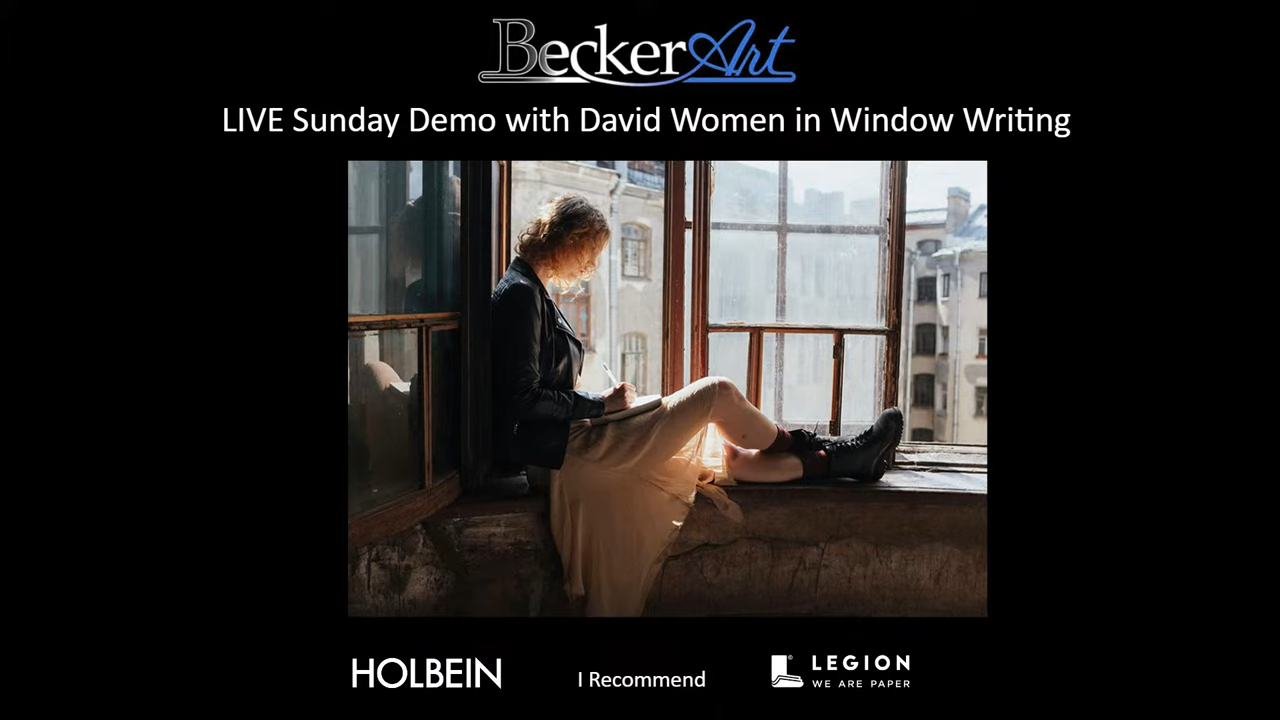 BeckerArt
LIVE Sunday Demo with David Women in Window Writing
HOLBEIN
I Recommend
LEGION
WE ARE PAPER